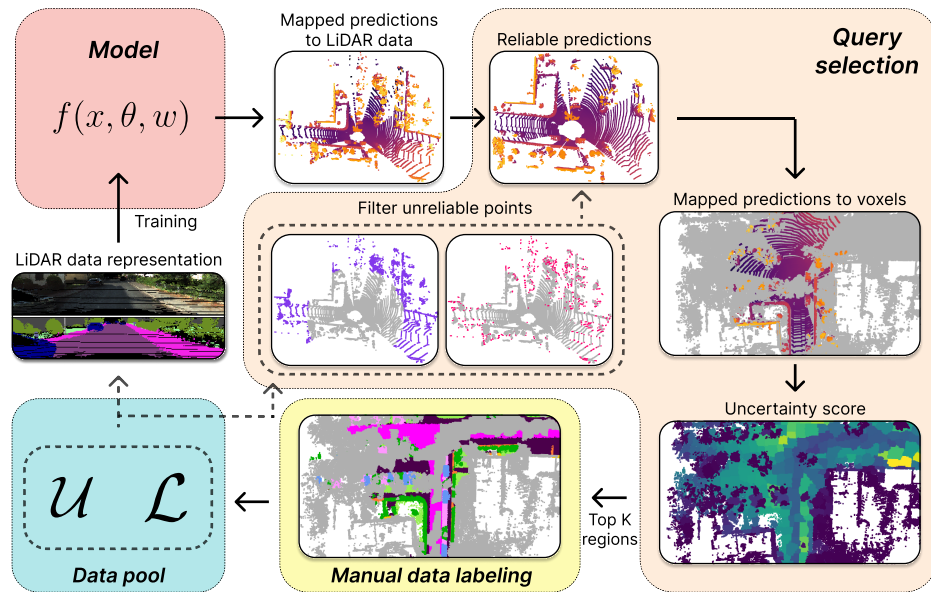 Model
f(x, θ, w)
Training
LiDAR data representation
Mapped predictions
to LiDAR data
Reliable predictions
Query
selection
Filter unreliable points
Mapped predictions to voxels
Uncertainty score
Top K
regions
Manual data labeling
𝒰 ℒ
Data pool